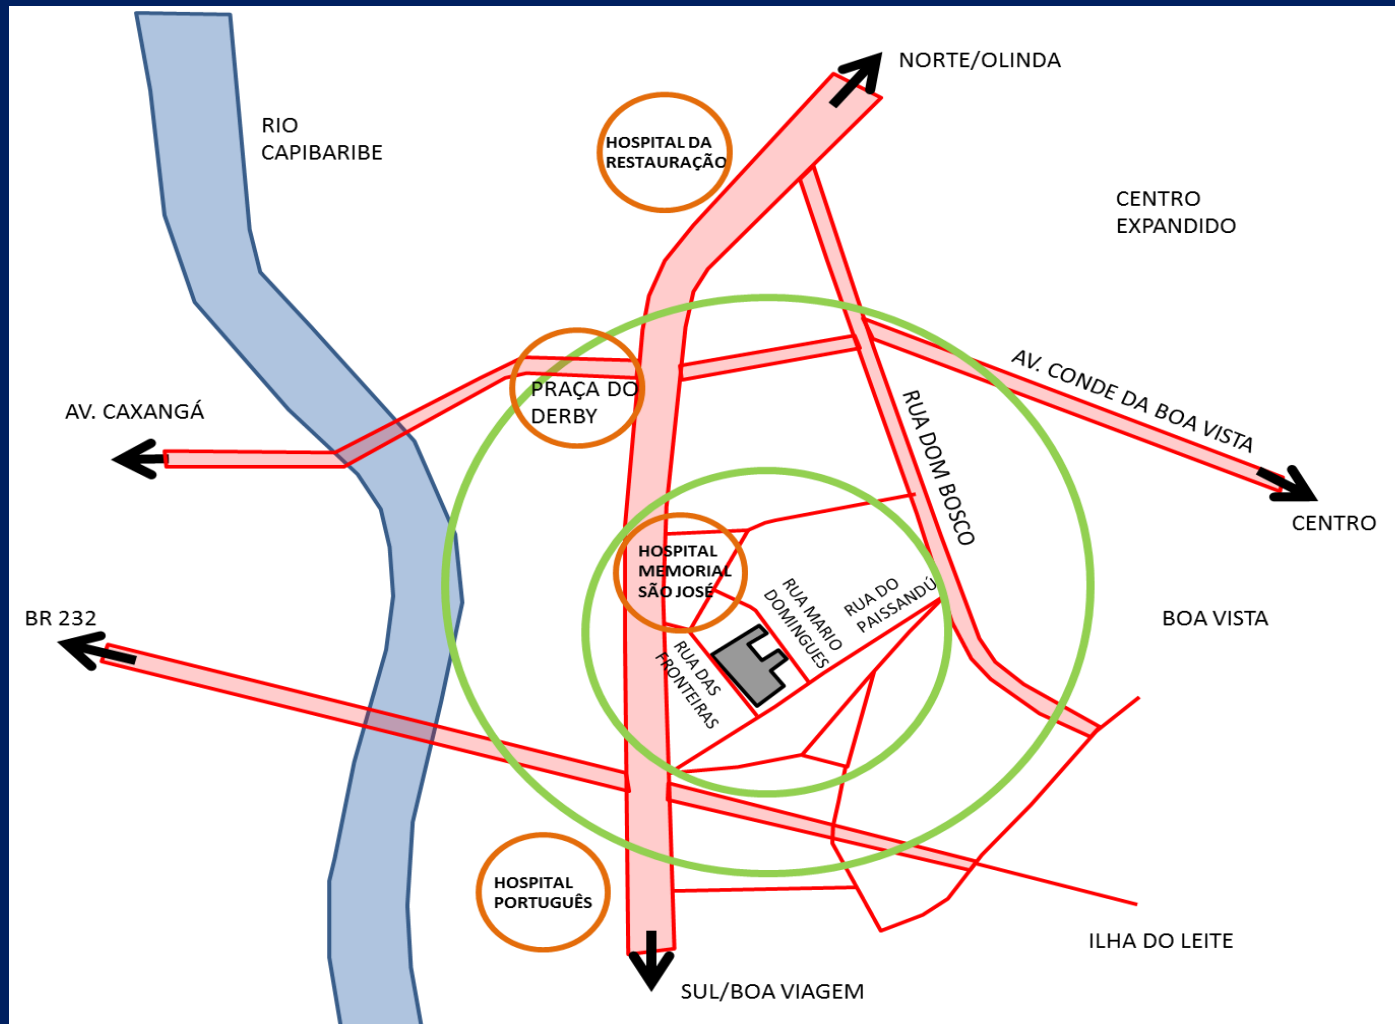 NORTE/OLINDA
RIO
CAPIBARIBE
HOSPITAL DA
RESTAURAÇÃO
CENTRO
EXPANDIDO
PRAÇA DO
DERBY
AV. CAXANGÁ
AV. CONDE DA BOA VISTA
RUA DOM BOSCO
CENTRO
HOSPITAL
MEMORIAL
SÃO JOSÉ
RUA MARIO
DOMINGUES
RUA DO
PAISSANDÚ
BR 232
BOA VISTA
RUA DAS
FRONTEIRAS
HOSPITAL
PORTUGUÊS
ILHA DO LEITE
SUL/BOA VIAGEM